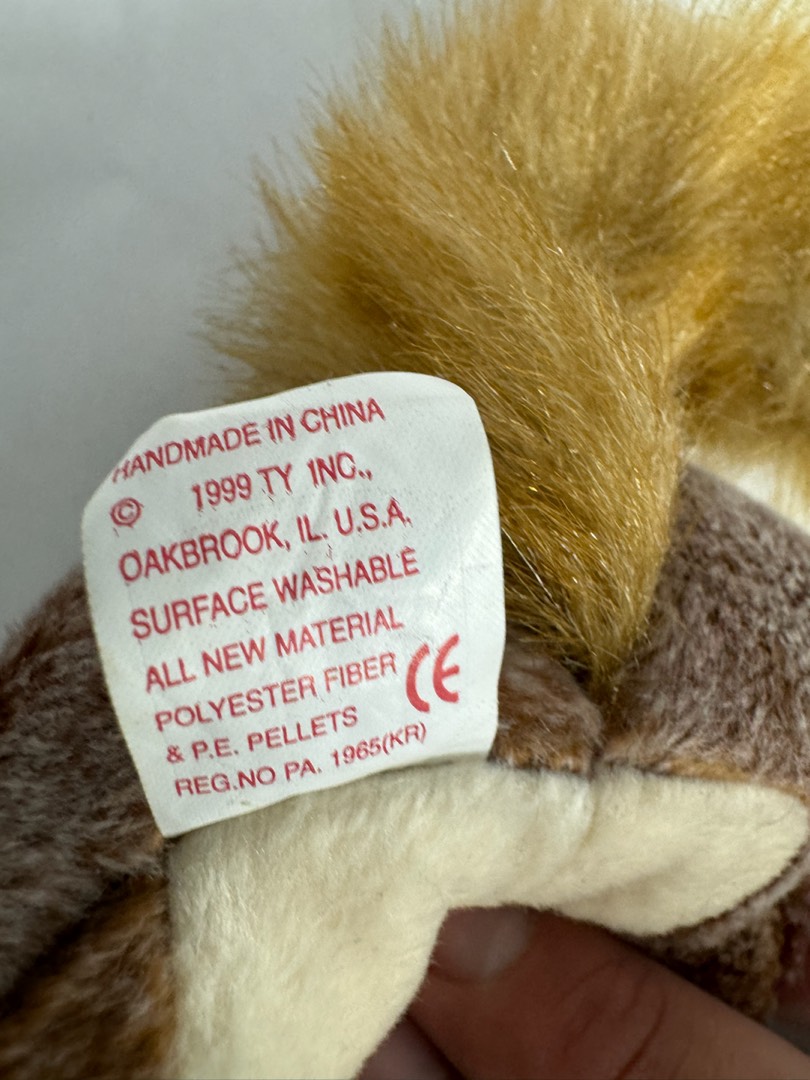 HANDMADE IN CHINA
© 1999 TY INC.,
OAKBROOK, IL. U.S.A.
SURFACE WASHABLE
ALL NEW MATERIAL
POLYESTER FIBER
& P.E. PELLETS
REG.NO PA. 1965(KR)
CE